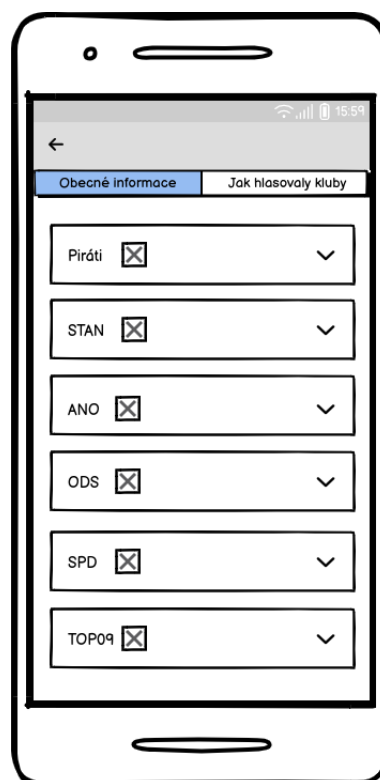 15:59
Obecné informace Jak hlasovaly kluby
Piráti
STAN
ANO
ODS
SPD
TOP09